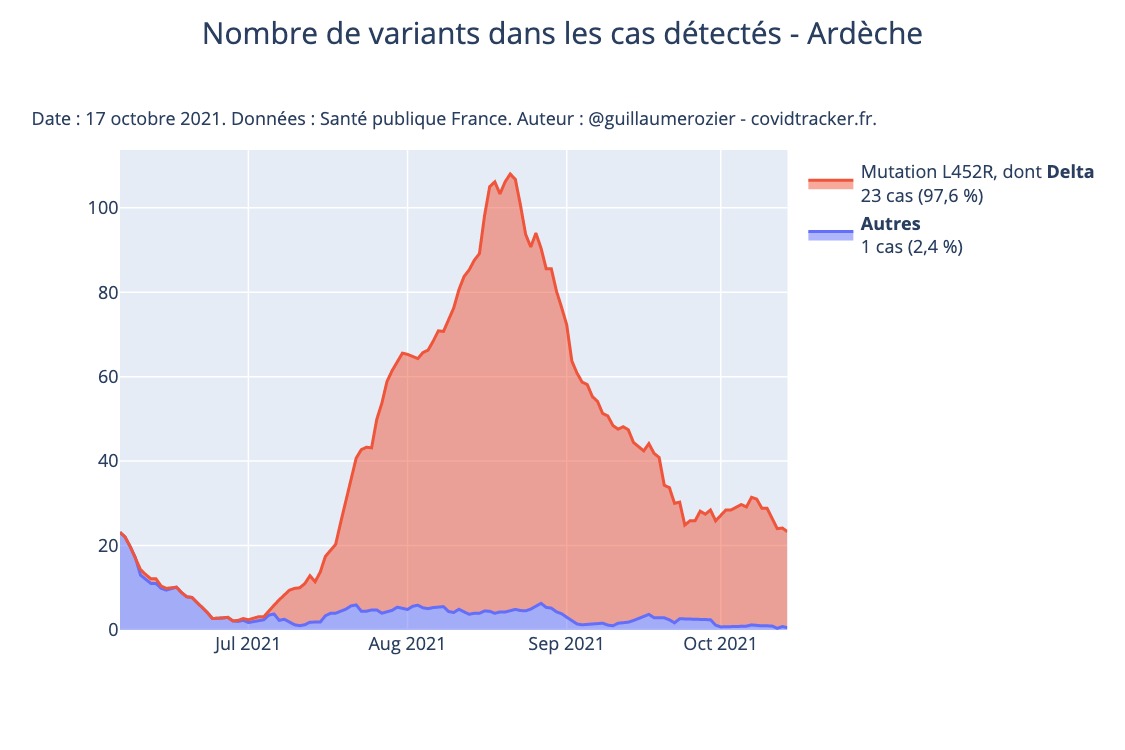 Nombre de variants dans les cas détectés - Ardèche
Date : 17 octobre 2021. Données : Santé publique France. Auteur : @guillaumerozier - covidtracker.fr.
Mutation L452R, dont Delta
23 cas (97,6 %)
Autres
1 cas (2,4 %)
100
80
60
40
20
0
Jul 2021 Aug 2021 Sep 2021 Oct 2021